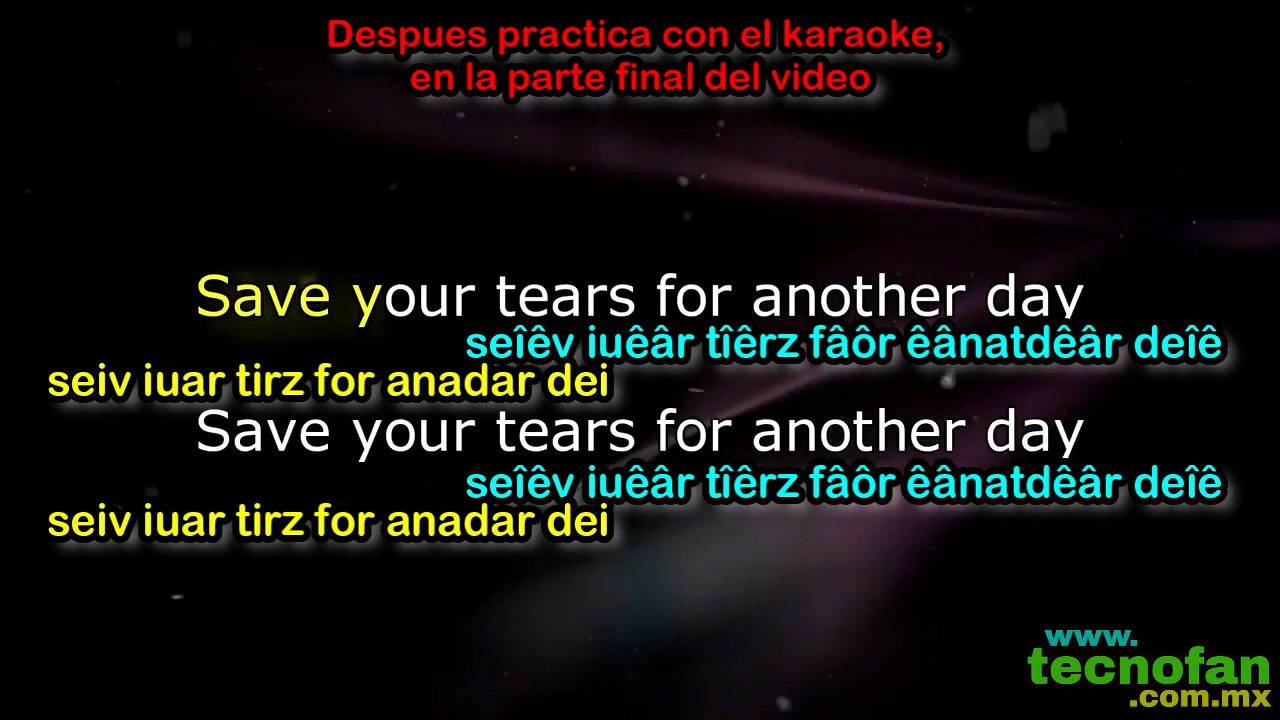 Despues practica con el karaoke,
en la parte final del video
Save your tears for another day
seîêv iuêâr tîêrz fâôr êânatdêâr deîê
seiv iuar tirz for anadar dei
Save your tears for another day
seîêv iuêâr tîêrz fâôr êânatdêâr deîê
seiv iuar tirz for anadar dei
www.
tecnofan
.com.mx